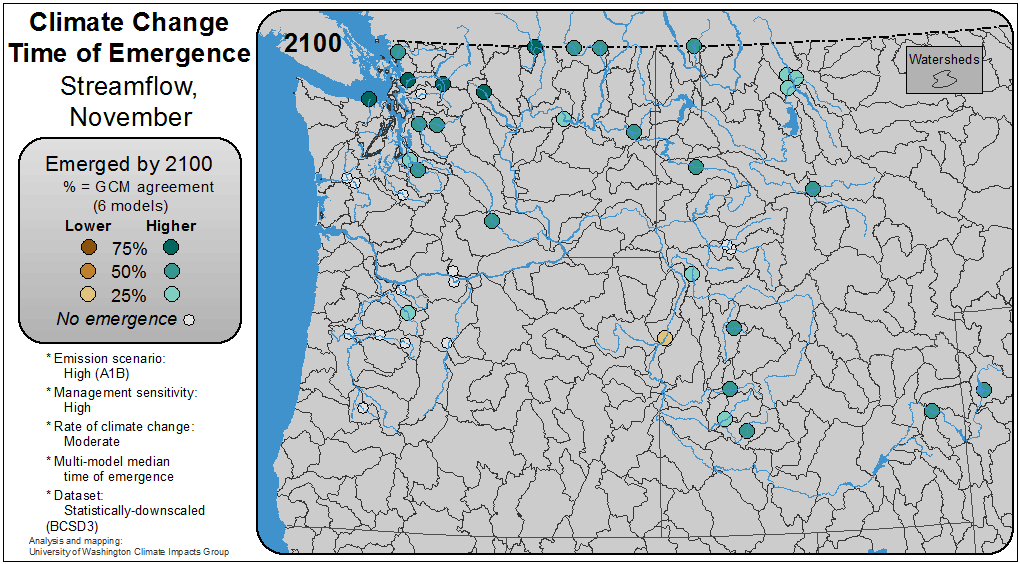 Climate Change
Time of Emergence
Streamflow,
November
Emerged by 2100
% = GCM agreement
(6 models)
Lower Higher
75%
50%
25%
No emergence
* Emission scenario:
High (A1B)
* Management sensitivity:
High
* Rate of climate change:
Moderate
* Multi-model median
time of emergence
* Dataset:
Statistically-downscaled
(BCSD3)
Analysis and mapping:
University of Washington Climate Impacts Group
2100
Watersheds